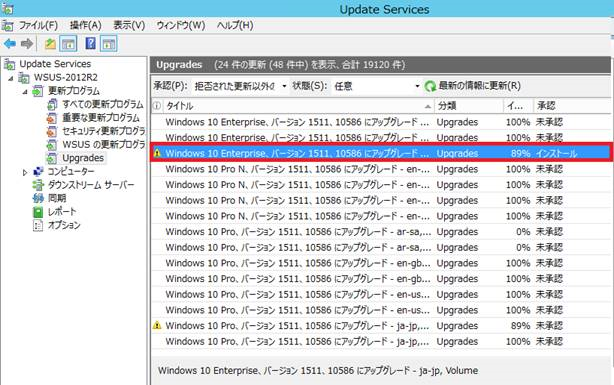 Update Services
ファイル(F) 操作(A) 表示(V) ウィンドウ(W) ヘルプ(H)
Update Services
WSUS-2012R2
更新プログラム
すべての更新プログラム
重要な更新プログラム
セキュリティ更新プログ
WSUS の更新プログ
Upgrades
コンピューター
ダウンストリーム サーバー
同期
レポート
オプション
Upgrades (24 件の更新 (48 件中) を表示、合計 19120 件)
承認(P): 拒否された更新以外の 状態(S): 任意 最新の情報に更新(R)
タイトル 分類 イ... 承認
Windows 10 Enterprise、バージョン 1511、10586 にアップグレード ... Upgrades 100% 未承認
Windows 10 Enterprise、バージョン 1511、10586 にアップグレード ... Upgrades 100% 未承認
Windows 10 Enterprise、バージョン 1511、10586 にアップグレード ... Upgrades 89% インストール
Windows 10 Pro N、バージョン 1511、10586 にアップグレード - en-... Upgrades 100% 未承認
Windows 10 Pro N、バージョン 1511、10586 にアップグレード - en-... Upgrades 100% 未承認
Windows 10 Pro N、バージョン 1511、10586 にアップグレード - en-... Upgrades 100% 未承認
Windows 10 Pro N、バージョン 1511、10586 にアップグレード - en-... Upgrades 100% 未承認
Windows 10 Pro、バージョン 1511、10586 にアップグレード - ar-sa,... Upgrades 0% 未承認
Windows 10 Pro、バージョン 1511、10586 にアップグレード - ar-sa,... Upgrades 0% 未承認
Windows 10 Pro、バージョン 1511、10586 にアップグレード - en-gb... Upgrades 100% 未承認
Windows 10 Pro、バージョン 1511、10586 にアップグレード - en-gb... Upgrades 100% 未承認
Windows 10 Pro、バージョン 1511、10586 にアップグレード - en-us... Upgrades 100% 未承認
Windows 10 Pro、バージョン 1511、10586 にアップグレード - en-us... Upgrades 100% 未承認
Windows 10 Pro、バージョン 1511、10586 にアップグレード - ja-jp,... Upgrades 89% 未承認
Windows 10 Pro、バージョン 1511、10586 にアップグレード - ja-jp,... Upgrades 100% 未承認
Windows 10 Enterprise、バージョン 1511、10586 にアップグレード - ja-jp, Volume